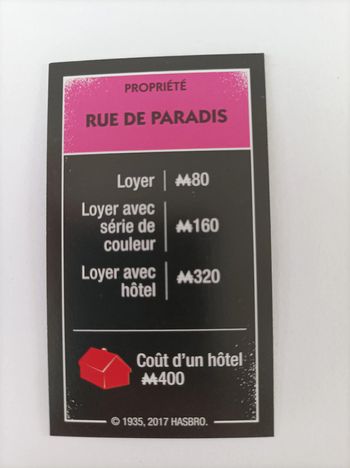 PROPRIÉTÉ
RUE DE PARADIS
Loyer ₩80
Loyer avec
série de
couleur ₩160
Loyer avec
hôtel ₩320
Coût d'un hôtel
₩400
© 1935, 2017 HASBRO.